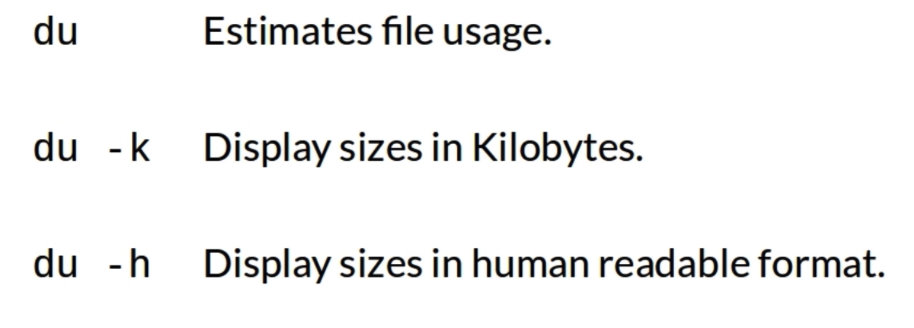 du Estimates file usage.
du -k Display sizes in Kilobytes.
du -h Display sizes in human readable format.